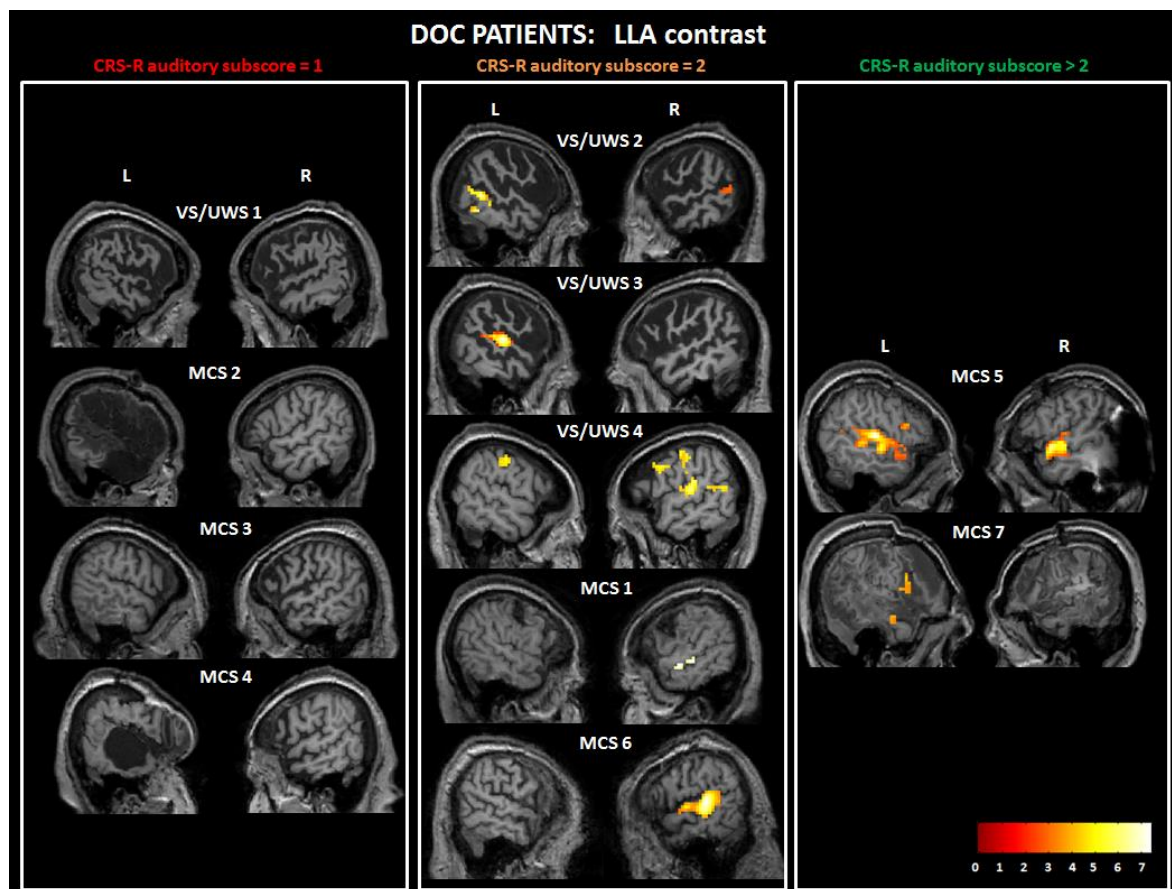 DOC PATIENTS: LLA contrast
CRS-R auditory subscore = 1
CRS-R auditory subscore = 2
CRS-R auditory subscore > 2
L R
VS/UWS 1
MCS 2
MCS 3
MCS 4
L R
VS/UWS 2
VS/UWS 3
VS/UWS 4
MCS 1
MCS 6
L R
MCS 5
MCS 7
0 1 2 3 4 5 6 7